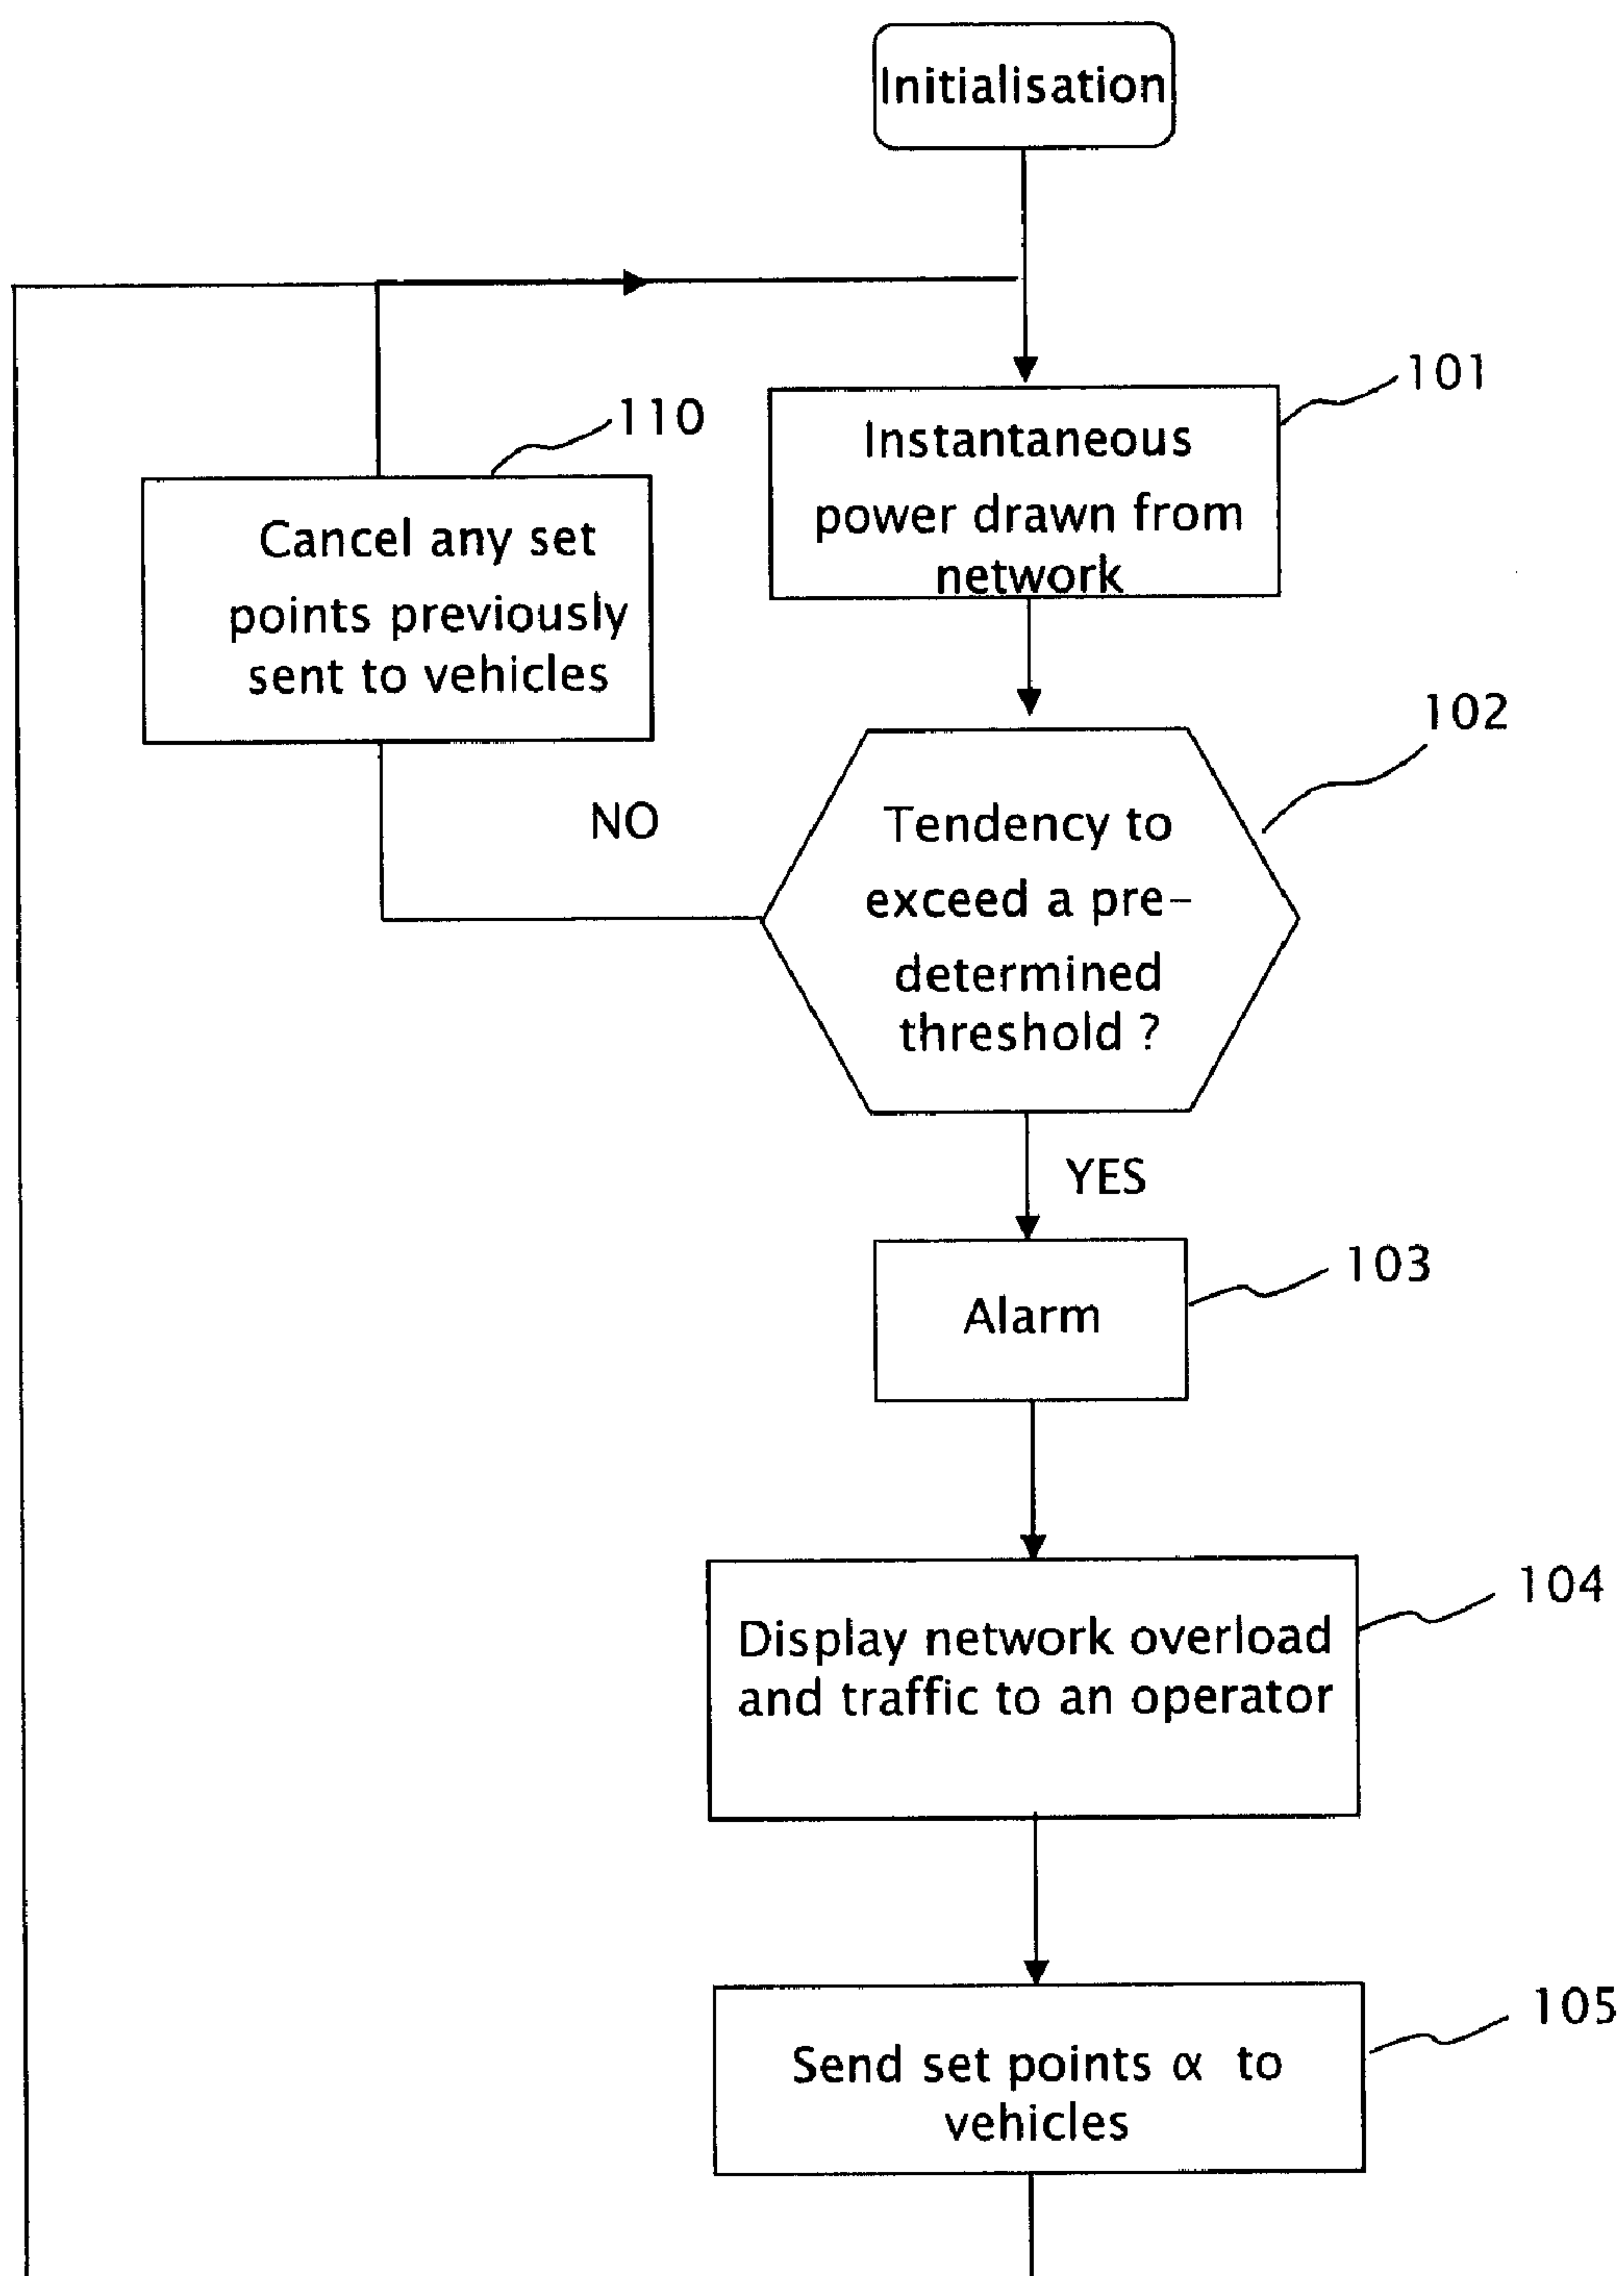 Initialisation
101
Instantaneous
power drawn from
network
110
Cancel any set
points previously
sent to vehicles
102
NO
Tendency to
exceed a pre-
determined
threshold ?
YES
103
Alarm
104
Display network overload
and traffic to an operator
105
Send set points α to
vehicles